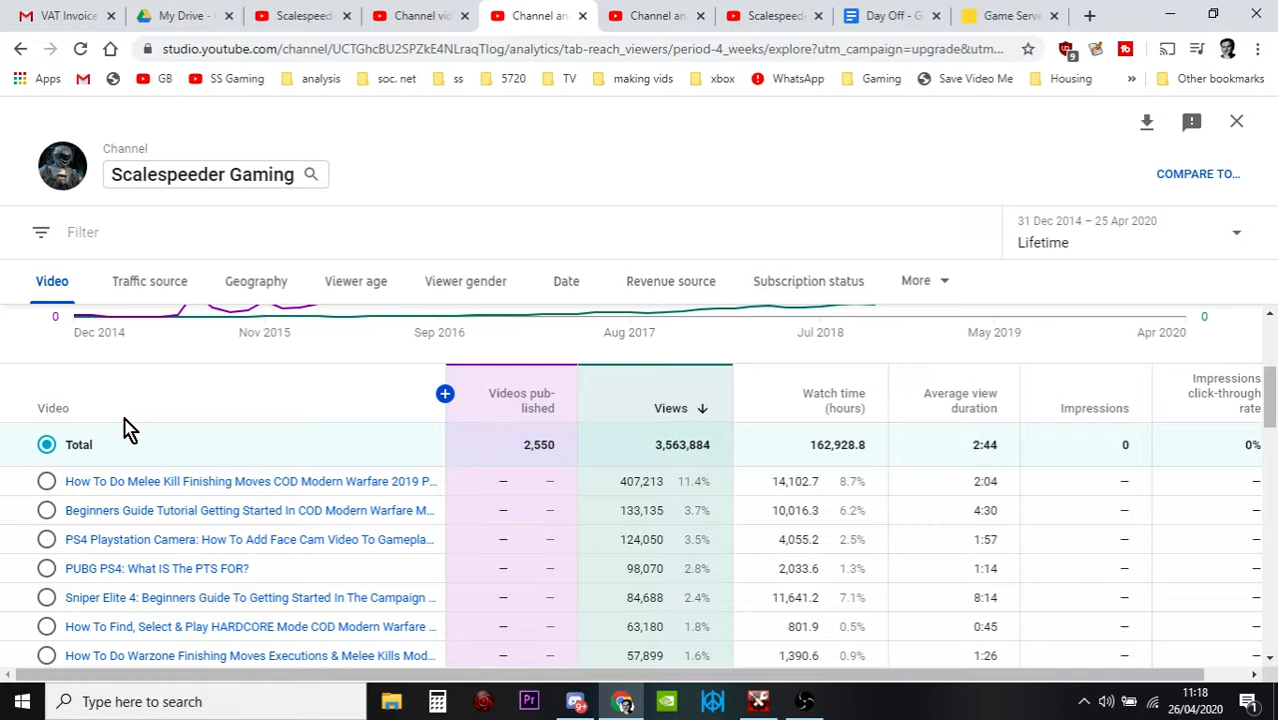 VAT Invoice
My Drive -
Scalespeed
Channel vid
Channel an
Channel an
Scalespeed
Day Off - G
Game Serve
studio.youtube.com/channel/UCTGhcBU2SPZkE4NLraqTlog/analytics/tab-reach_viewers/period-4_weeks/explore?utm_campaign=upgrade&utm...
9
Apps
GB
SS Gaming
analysis
soc. net
ss
5720
TV
making vids
xbox
WhatsApp
Gaming
Save Video Me
Housing
»
Other bookmarks
Channel
Scalespeeder Gaming
COMPARE TO...
Filter
31 Dec 2014 – 25 Apr 2020
Lifetime
Video Traffic source Geography Viewer age Viewer gender Date Revenue source Subscription status More
0 0
Dec 2014 Nov 2015 Sep 2016 Aug 2017 Jul 2018 May 2019 Apr 2020
Video
Videos pub-
lished
Views
Watch time
(hours)
Average view
duration
Impressions
Impressions
click-through
rate
Total 2,550 3,563,884 162,928.8 2:44 0 0%
How To Do Melee Kill Finishing Moves COD Modern Warfare 2019 P... – – 407,213 11.4% 14,102.7 8.7% 2:04 – –
Beginners Guide Tutorial Getting Started In COD Modern Warfare M... – – 133,135 3.7% 10,016.3 6.2% 4:30 – –
PS4 Playstation Camera: How To Add Face Cam Video To Gamepla... – – 124,050 3.5% 4,055.2 2.5% 1:57 – –
PUBG PS4: What IS The PTS FOR? – – 98,070 2.8% 2,033.6 1.3% 1:14 – –
Sniper Elite 4: Beginners Guide To Getting Started In The Campaign ... – – 84,688 2.4% 11,641.2 7.1% 8:14 – –
How To Find, Select & Play HARDCORE Mode COD Modern Warfare ... – – 63,180 1.8% 801.9 0.5% 0:45 – –
How To Do Warzone Finishing Moves Executions & Melee Kills Mod... – – 57,899 1.6% 1,390.6 0.9% 1:26 – –
Type here to search
Pr
9+
11:18
26/04/2020
1